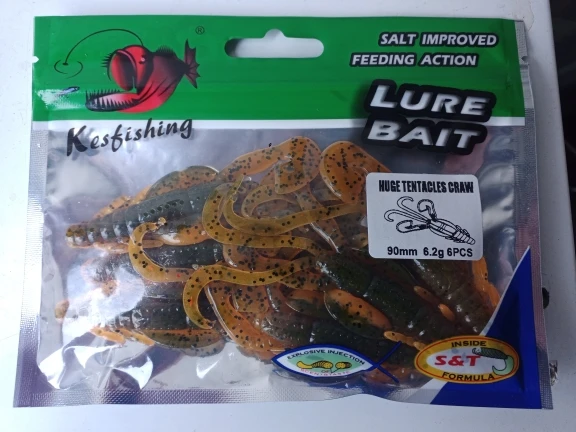 ®
Kesfishing
SALT IMPROVED
FEEDING ACTION
LURE
BAIT
HUGE TENTACLES CRAW
90mm 6.2g 6PCS
EXPLOSIVE INJECTION
INSIDE
S&T
FORMULA